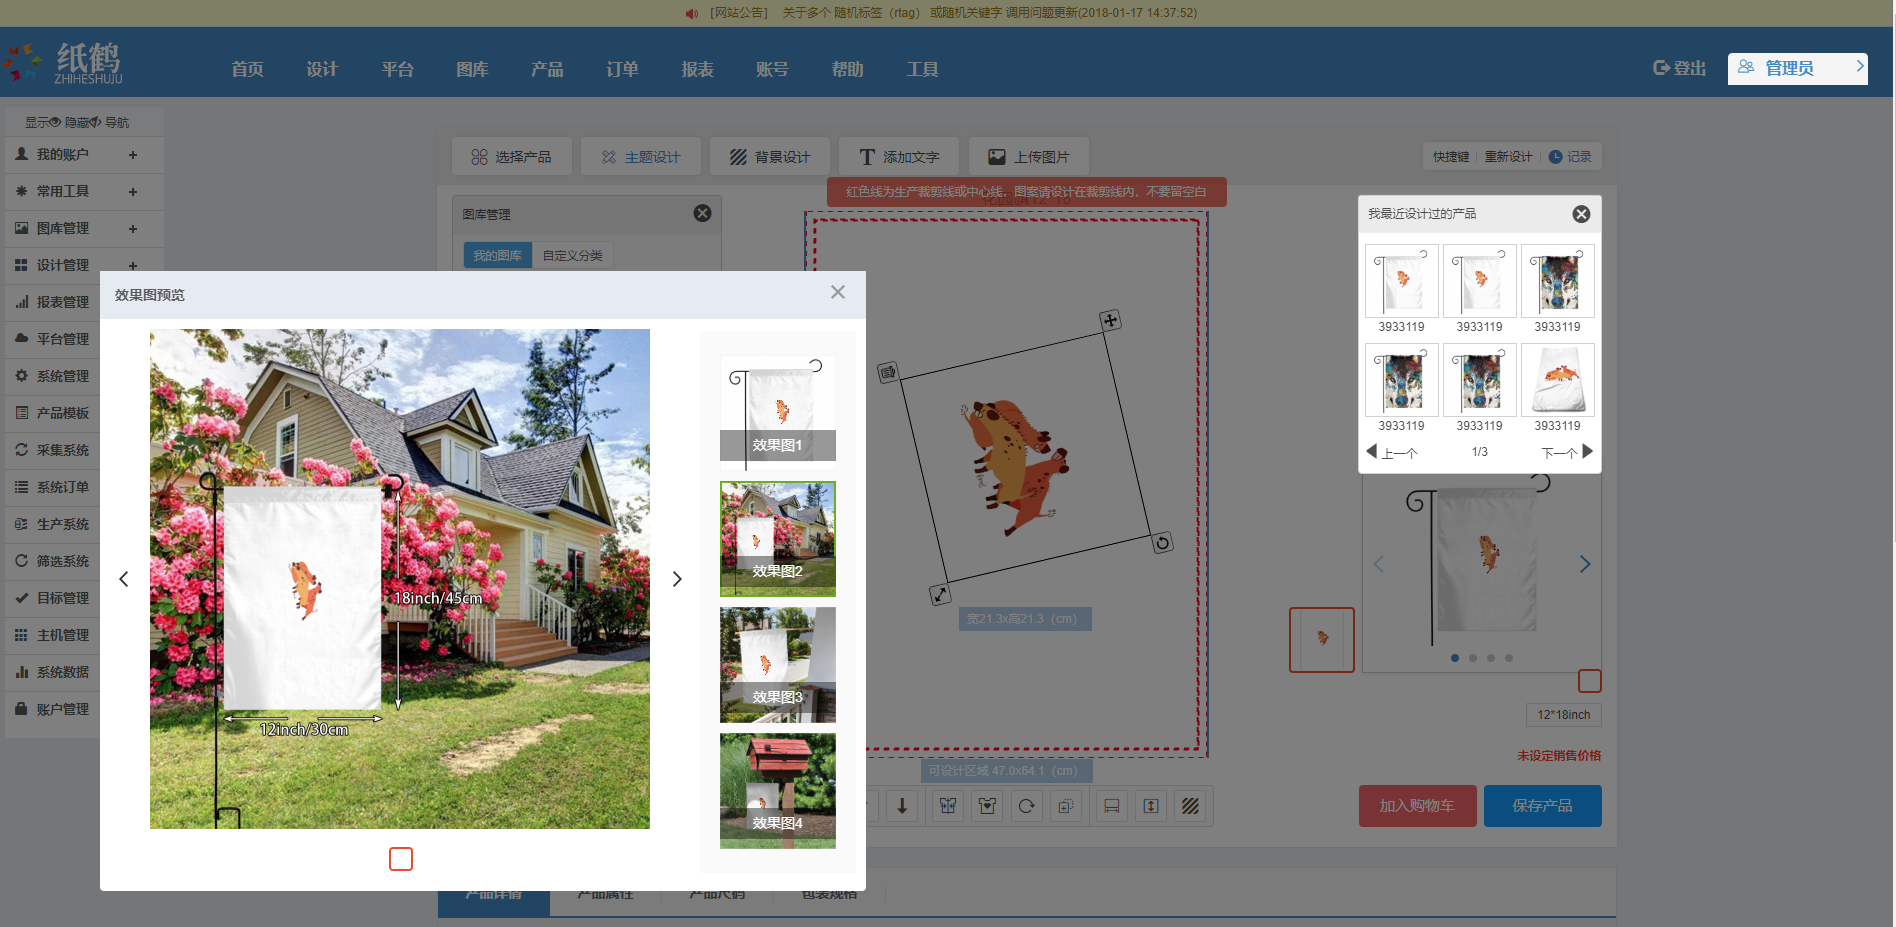 [网站公告] 关于多个 随机标签（rtag） 或随机关键字 调用问题更新(2018-01-17 14:37:52)
纸鹤
ZHIHESHUJU
首页 设计 平台 图库 产品 订单 报表 账号 帮助 工具
登出 管理员
显示 隐藏 导航
我的账户 +
常用工具 +
图库管理 +
设计管理 +
报表管理
平台管理
系统管理
产品模板
采集系统
系统订单
生产系统
筛选系统
目标管理
主机管理
系统数据
账户管理
选择产品 主题设计 背景设计 添加文字 上传图片
快捷键 重新设计 记录
红色线为生产裁剪线或中心线，图案请设计在裁剪线内，不要留空白
图库管理
我的图库 自定义分类
宽21.3x高21.3（cm）
可设计区域 47.0x64.1（cm）
效果图预览
18inch/45cm
12inch/30cm
效果图1
效果图2
效果图3
效果图4
我最近设计过的产品
3933119 3933119 3933119
3933119 3933119 3933119
上一个 1/3 下一个
12*18inch
未设定销售价格
加入购物车 保存产品
产品详情 产品属性 产品尺码 包装规格